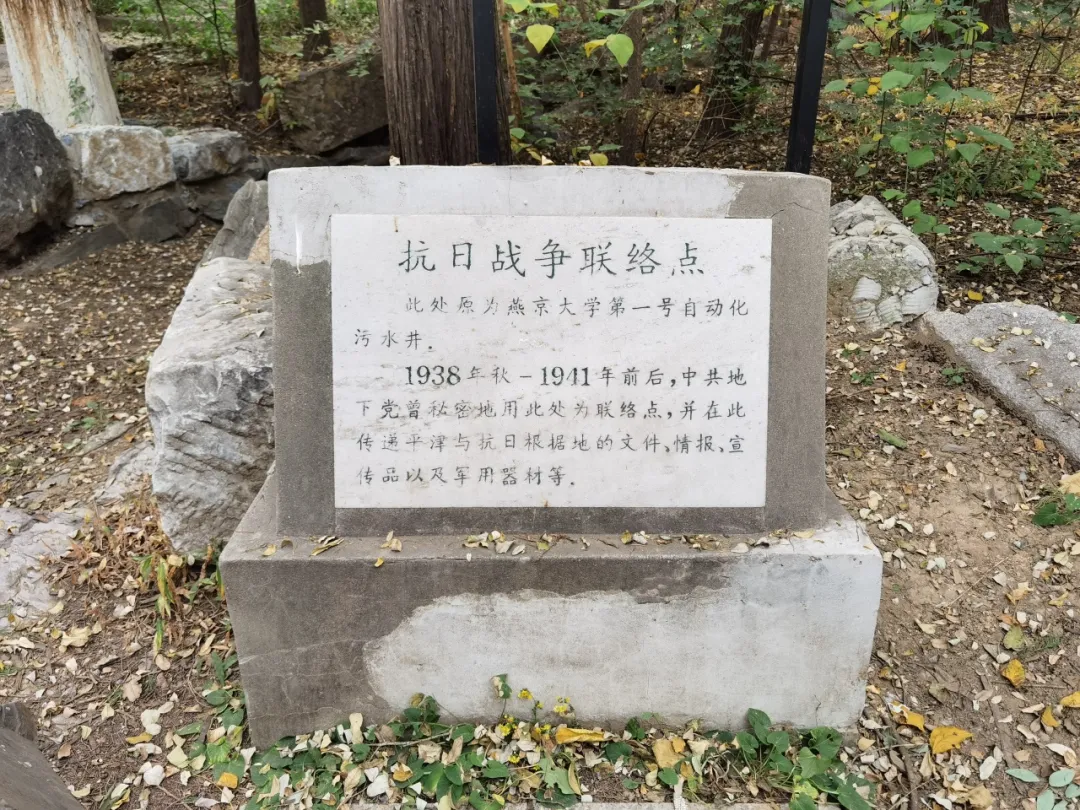 抗日战争联络点
此处原为燕京大学第一号自动化
污水井.
1938年秋-1941年前后,中共地
下党曾秘密地用此处为联络点,并在此
传递平津与抗日根据地的文件、情报、宣
传品以及军用器材等.